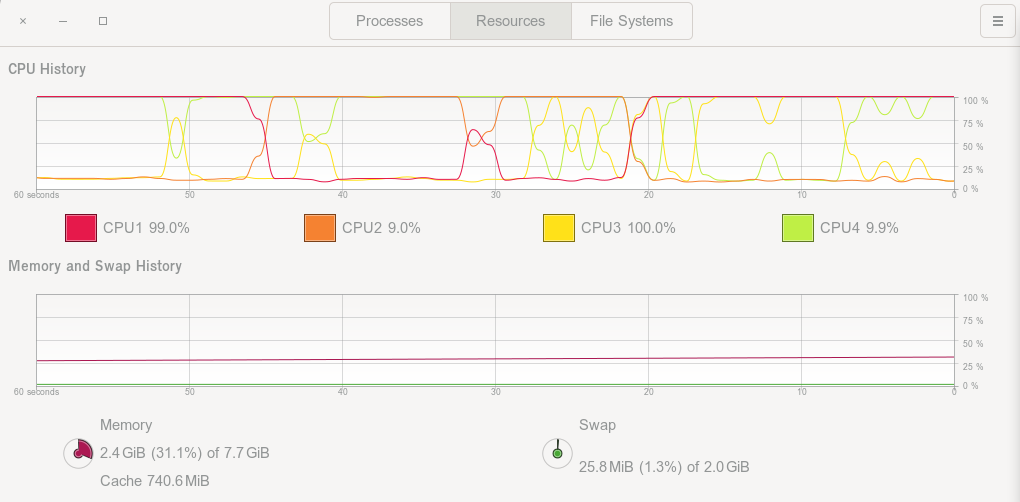 Processes Resources File Systems
CPU History
100 %
75 %
50 %
25 %
0 %
60 seconds 50 40 30 20 10 0
CPU1 99.0% CPU2 9.0% CPU3 100.0% CPU4 9.9%
Memory and Swap History
100 %
75 %
50 %
25 %
0 %
60 seconds 50 40 30 20 10 0
Memory
2.4 GiB (31.1%) of 7.7 GiB
Cache 740.6 MiB
Swap
25.8 MiB (1.3%) of 2.0 GiB